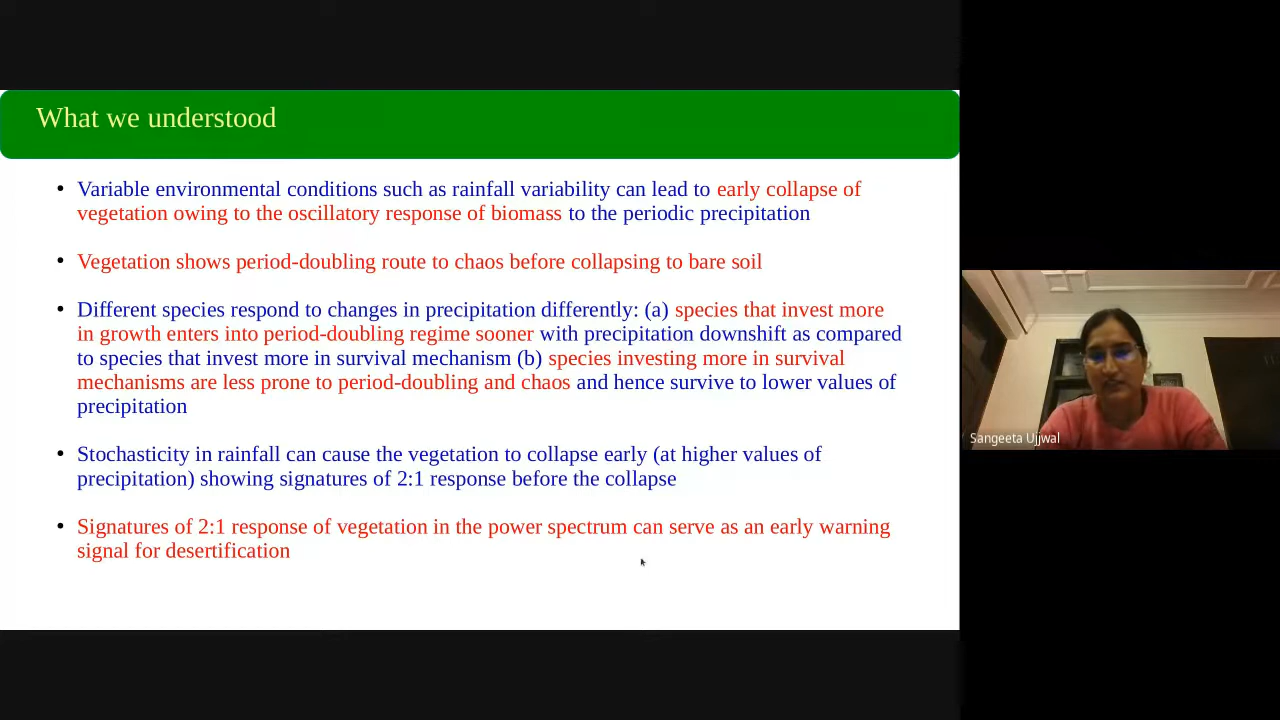 What we understood
• Variable environmental conditions such as rainfall variability can lead to early collapse of
vegetation owing to the oscillatory response of biomass to the periodic precipitation
• Vegetation shows period-doubling route to chaos before collapsing to bare soil
• Different species respond to changes in precipitation differently: (a) species that invest more
in growth enters into period-doubling regime sooner with precipitation downshift as compared
to species that invest more in survival mechanism (b) species investing more in survival
mechanisms are less prone to period-doubling and chaos and hence survive to lower values of
precipitation
• Stochasticity in rainfall can cause the vegetation to collapse early (at higher values of
precipitation) showing signatures of 2:1 response before the collapse
• Signatures of 2:1 response of vegetation in the power spectrum can serve as an early warning
signal for desertification
Sangeeta Ujjwal